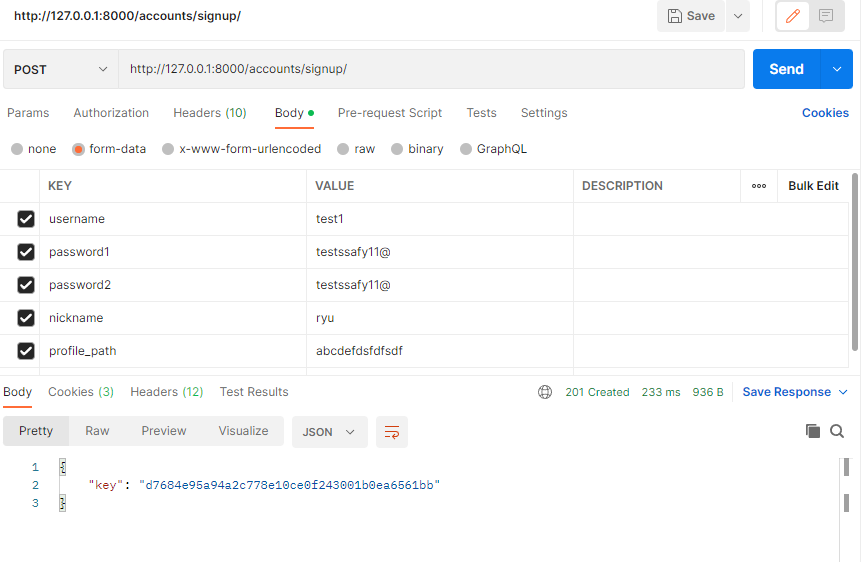 http://127.0.0.1:8000/accounts/signup/ Save
POST http://127.0.0.1:8000/accounts/signup/ Send
Params Authorization Headers (10) Body Pre-request Script Tests Settings Cookies
none form-data x-www-form-urlencoded raw binary GraphQL
KEY VALUE DESCRIPTION ooo Bulk Edit
username test1
password1 testssafy11@
password2 testssafy11@
nickname ryu
profile_path abcdefdsfdfsdf
Body Cookies (3) Headers (12) Test Results 201 Created 233 ms 936 B Save Response
Pretty Raw Preview Visualize JSON
1 {
2 "key": "d7684e95a94a2c778e10ce0f243001b0ea6561bb"
3 }